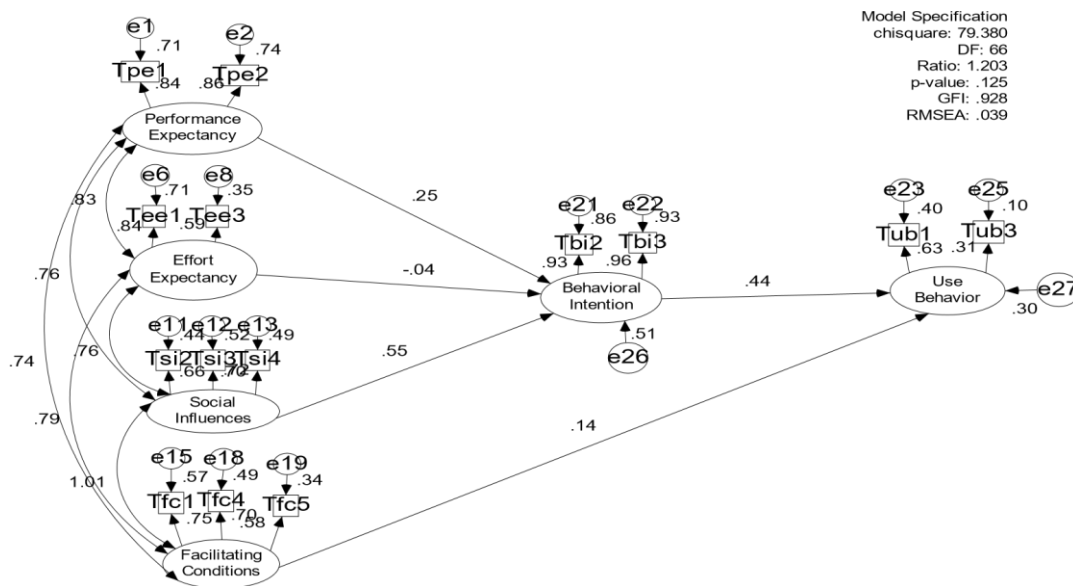 Model Specification
chisquare: 79.380
DF: 66
Ratio: 1.203
p-value: .125
GFI: .928
RMSEA: .039
e1
e2
.71
.74
Tpe1
Tpe2
.84
.86
Performance
Expectancy
e6
e8
.71
.35
Tee1
Tee3
.84
.59
Effort
Expectancy
e11
e12
e13
.44
.52
.49
Tsi2
Tsi3
Tsi4
.66
.72
.70
Social
Influences
e15
e18
e19
.57
.49
.34
Tfc1
Tfc4
Tfc5
.75
.70
.58
Facilitating
Conditions
.83
.76
.76
.74
.79
1.01
.25
-.04
.55
.14
e21
e22
.86
.93
Tbi2
Tbi3
.93
.96
Behavioral
Intention
.51
e26
.44
e23
e25
.40
.10
Tub1
Tub3
.63
.31
Use
Behavior
e27
.30